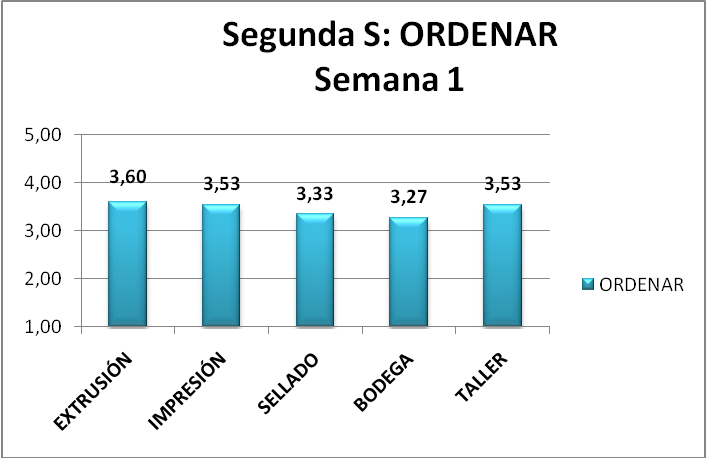 Segunda S: ORDENAR
Semana 1
5,00
4,00
3,00
2,00
1,00
3,60
3,53
3,33
3,27
3,53
EXTRUSIÓN
IMPRESIÓN
SELLADO
BODEGA
TALLER
ORDENAR